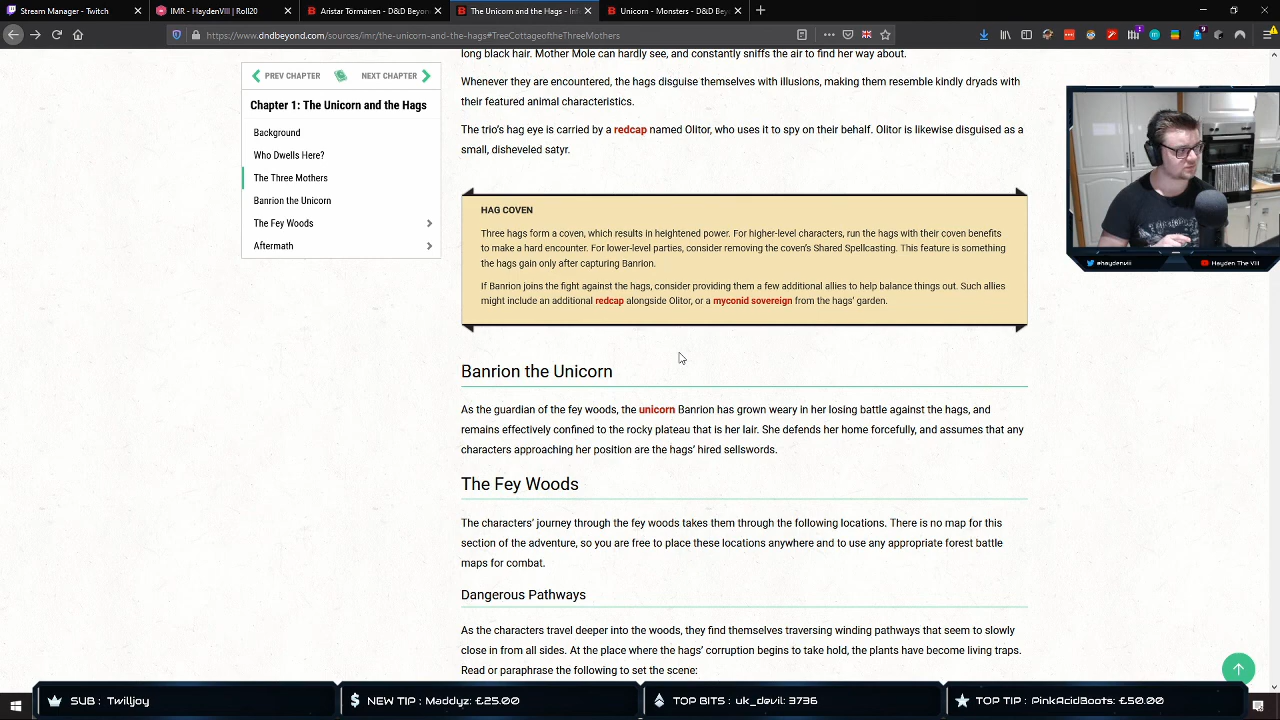 Stream Manager - Twitch
IMR - HaydenVIII | Roll20
Aristar Törmänen - D&D Beyon
The Unicorn and the Hags - Inf
Unicorn - Monsters - D&D Bey
https://www.dndbeyond.com/sources/imr/the-unicorn-and-the-hags#TreeCottageoftheThreeMothers
PREV CHAPTER
NEXT CHAPTER
Chapter 1: The Unicorn and the Hags
Background
Who Dwells Here?
The Three Mothers
Banrion the Unicorn
The Fey Woods
Aftermath
long black hair. Mother Mole can hardly see, and constantly sniffs the air to find her way about.
Whenever they are encountered, the hags disguise themselves with illusions, making them resemble kindly dryads with
their featured animal characteristics.
The trio's hag eye is carried by a redcap named Olitor, who uses it to spy on their behalf. Olitor is likewise disguised as a
small, disheveled satyr.
HAG COVEN
Three hags form a coven, which results in heightened power. For higher-level characters, run the hags with their coven benefits
to make a hard encounter. For lower-level parties, consider removing the coven's Shared Spellcasting. This feature is something
the hags gain only after capturing Banrion.
If Banrion joins the fight against the hags, consider providing them a few additional allies to help balance things out. Such allies
might include an additional redcap alongside Olitor, or a myconid sovereign from the hags' garden.
Banrion the Unicorn
As the guardian of the fey woods, the unicorn Banrion has grown weary in her losing battle against the hags, and
remains effectively confined to the rocky plateau that is her lair. She defends her home forcefully, and assumes that any
characters approaching her position are the hags' hired sellswords.
The Fey Woods
The characters' journey through the fey woods takes them through the following locations. There is no map for this
section of the adventure, so you are free to place these locations anywhere and to use any appropriate forest battle
maps for combat.
Dangerous Pathways
As the characters travel deeper into the woods, they find themselves traversing winding pathways that seem to slowly
close in from all sides. At the place where the hags' corruption begins to take hold, the plants have become living traps.
Read or paraphrase the following to set the scene:
@haydenviii
Hayden The VIII
SUB : Twilljoy
NEW TIP : Maddyz: £25.00
TOP BITS : uk_devil: 3736
TOP TIP : PinkAcidBoots: £50.00